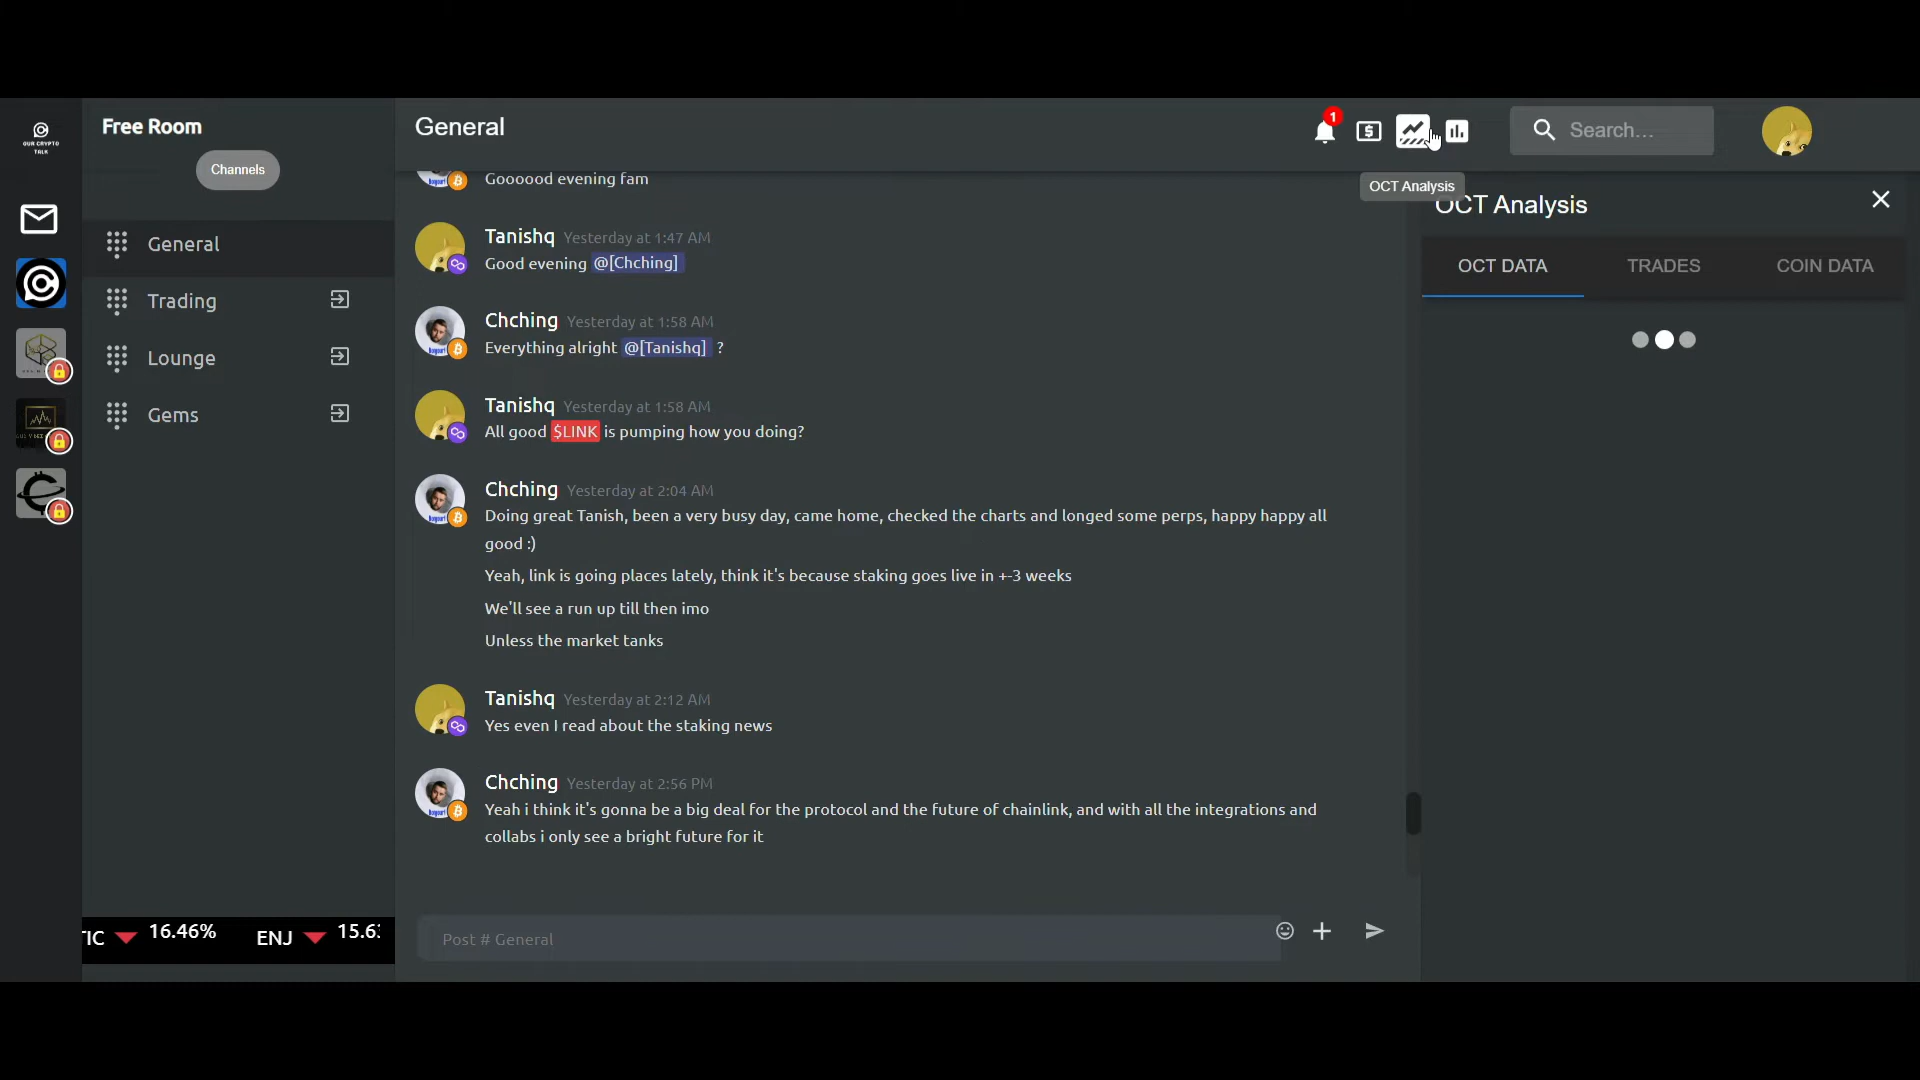 OUR CRYPTO
TALK
Free Room
Channels
General
Trading
Lounge
Gems
TIC 16.46% ENJ 15.63
General
1
Search...
OCT Analysis
Goooood evening fam
Tanishq Yesterday at 1:47 AM
Good evening @[Chching]
Chching Yesterday at 1:58 AM
Everything alright @[Tanishq] ?
Tanishq Yesterday at 1:58 AM
All good $LINK is pumping how you doing?
Chching Yesterday at 2:04 AM
Doing great Tanish, been a very busy day, came home, checked the charts and longed some perps, happy happy all
good :)
Yeah, link is going places lately, think it's because staking goes live in +-3 weeks
We'll see a run up till then imo
Unless the market tanks
Tanishq Yesterday at 2:12 AM
Yes even I read about the staking news
Chching Yesterday at 2:56 PM
Yeah i think it's gonna be a big deal for the protocol and the future of chainlink, and with all the integrations and
collabs i only see a bright future for it
Post # General
OCT Analysis
OCT DATA TRADES COIN DATA